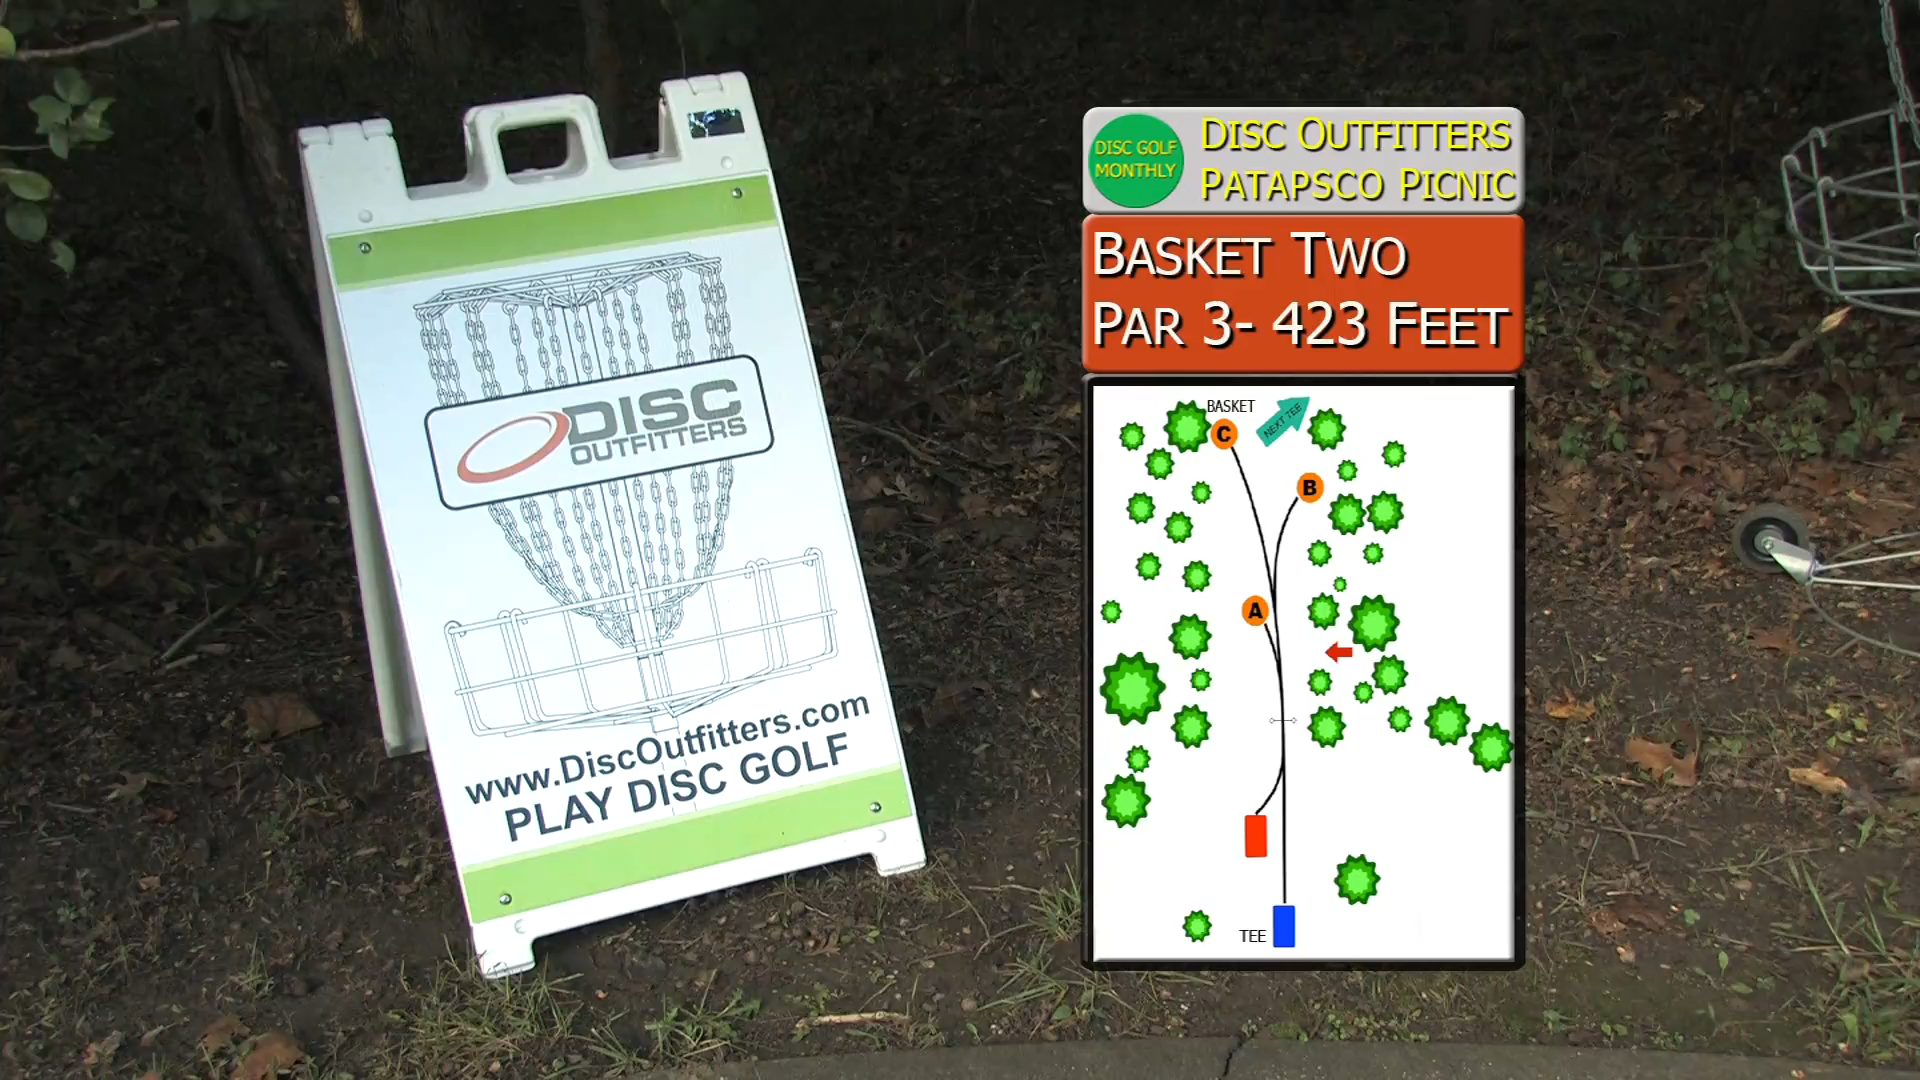 DISC
OUTFITTERS
www.DiscOutfitters.com
PLAY DISC GOLF
DISC GOLF
MONTHLY
DISC OUTFITTERS
PATAPSCO PICNIC
BASKET TWO
PAR 3- 423 FEET
BASKET
NEXT TEE
C
B
A
TEE